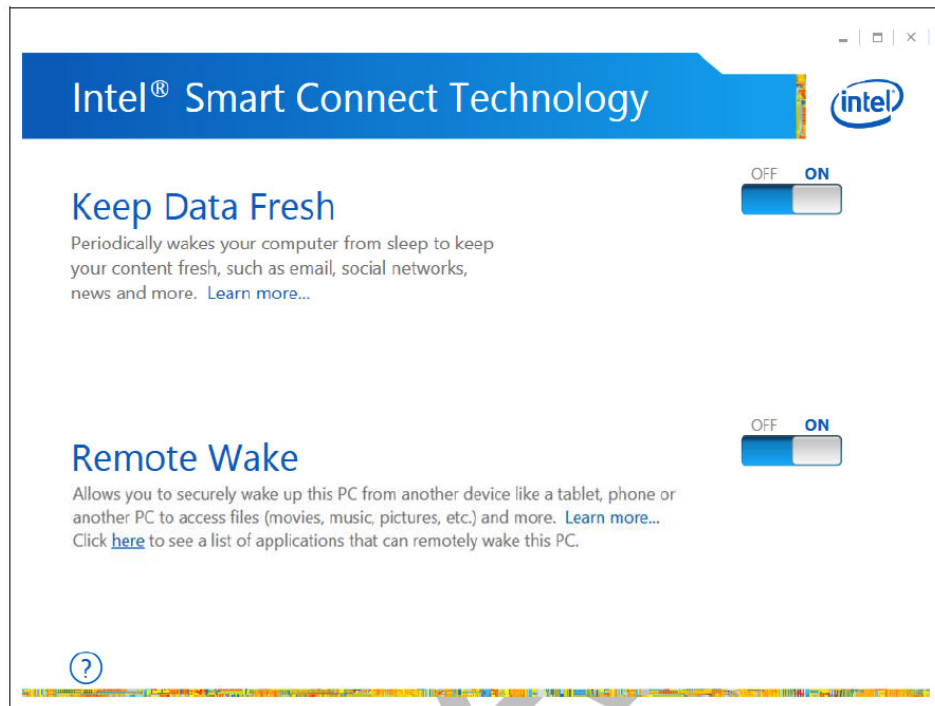 Intel® Smart Connect Technology
intel
OFF ON
Keep Data Fresh
Periodically wakes your computer from sleep to keep
your content fresh, such as email, social networks,
news and more. Learn more...
OFF ON
Remote Wake
Allows you to securely wake up this PC from another device like a tablet, phone or
another PC to access files (movies, music, pictures, etc.) and more. Learn more...
Click here to see a list of applications that can remotely wake this PC.
?